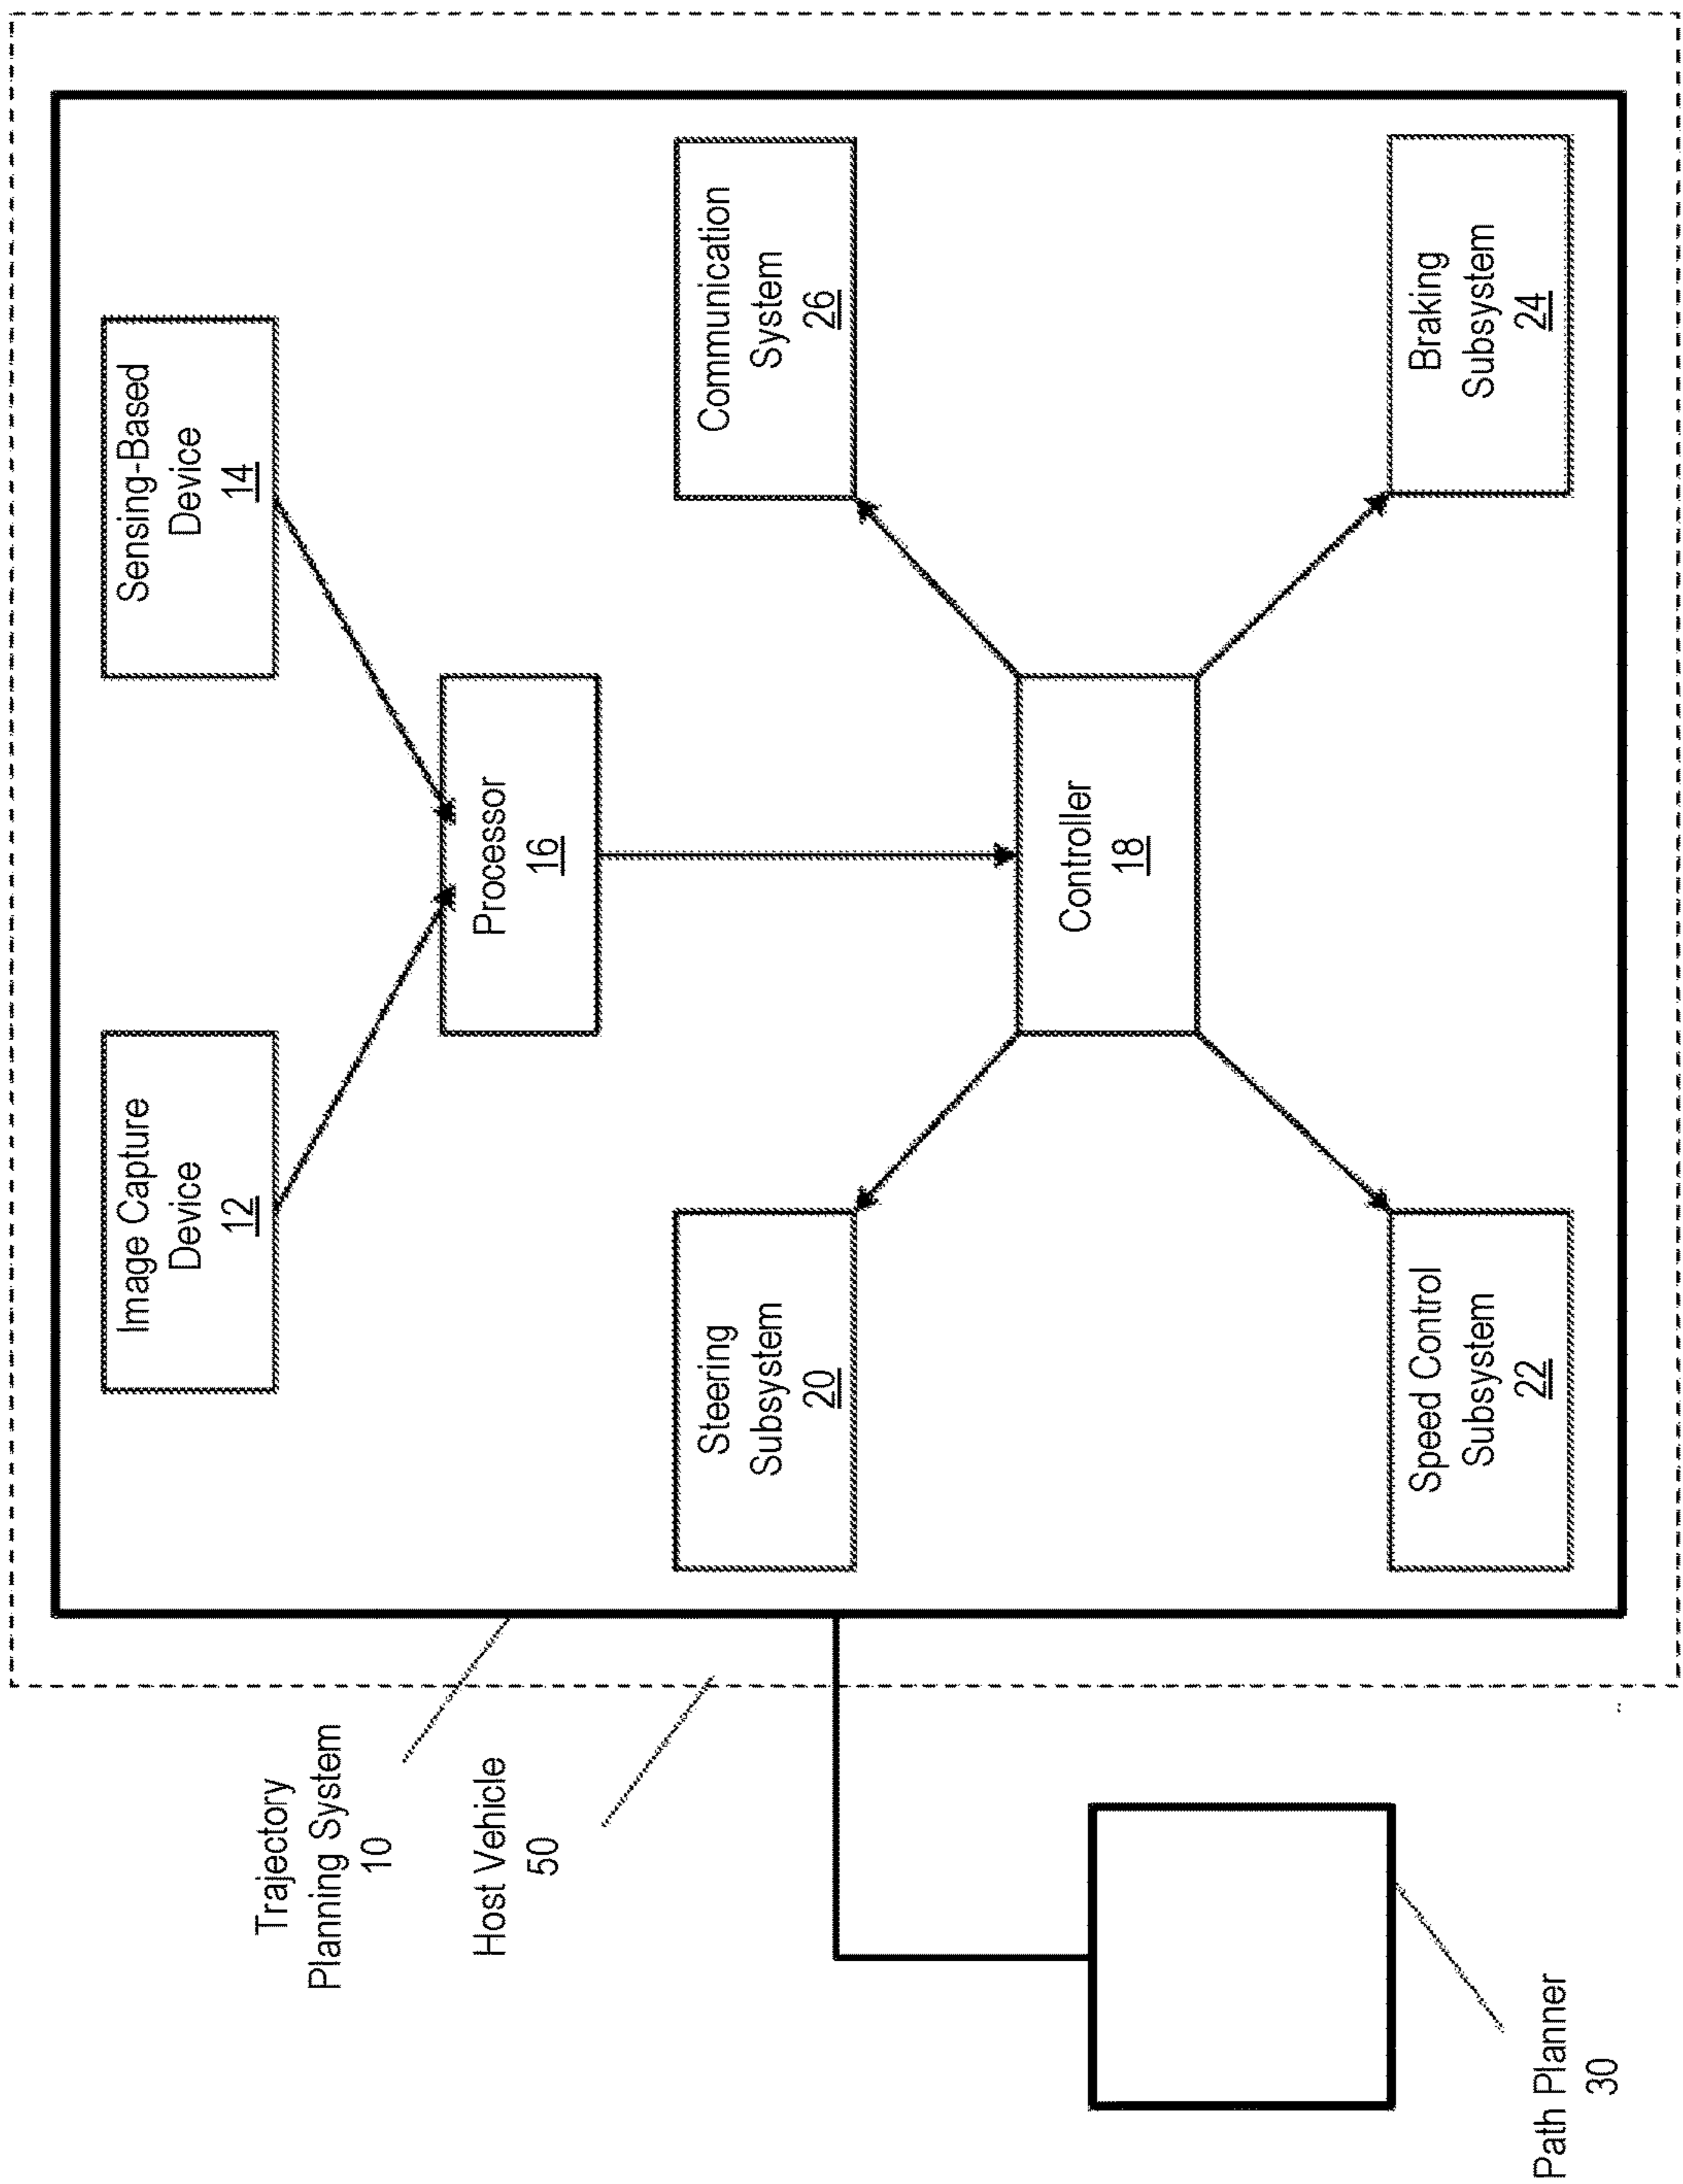 Trajectory
Planning System
10
Host Vehicle
50
Path Planner
30
Image Capture
Device
12
Sensing-Based
Device
14
Processor
16
Steering
Subsystem
20
Communication
System
26
Controller
18
Speed Control
Subsystem
22
Braking
Subsystem
24